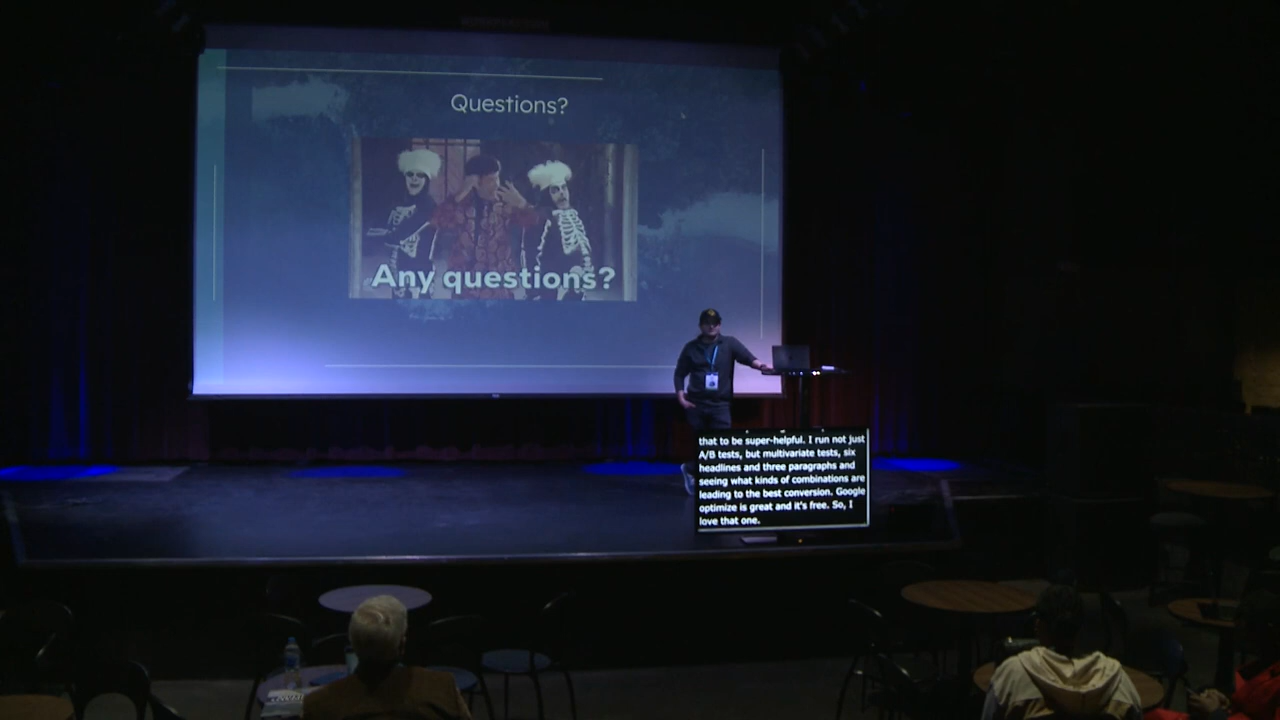 Questions?
Any questions?
that to be super-helpful. I run not just
A/B tests, but multivariate tests, six
headlines and three paragraphs and
seeing what kinds of combinations are
leading to the best conversion. Google
optimize is great and it's free. So, I
love that one.